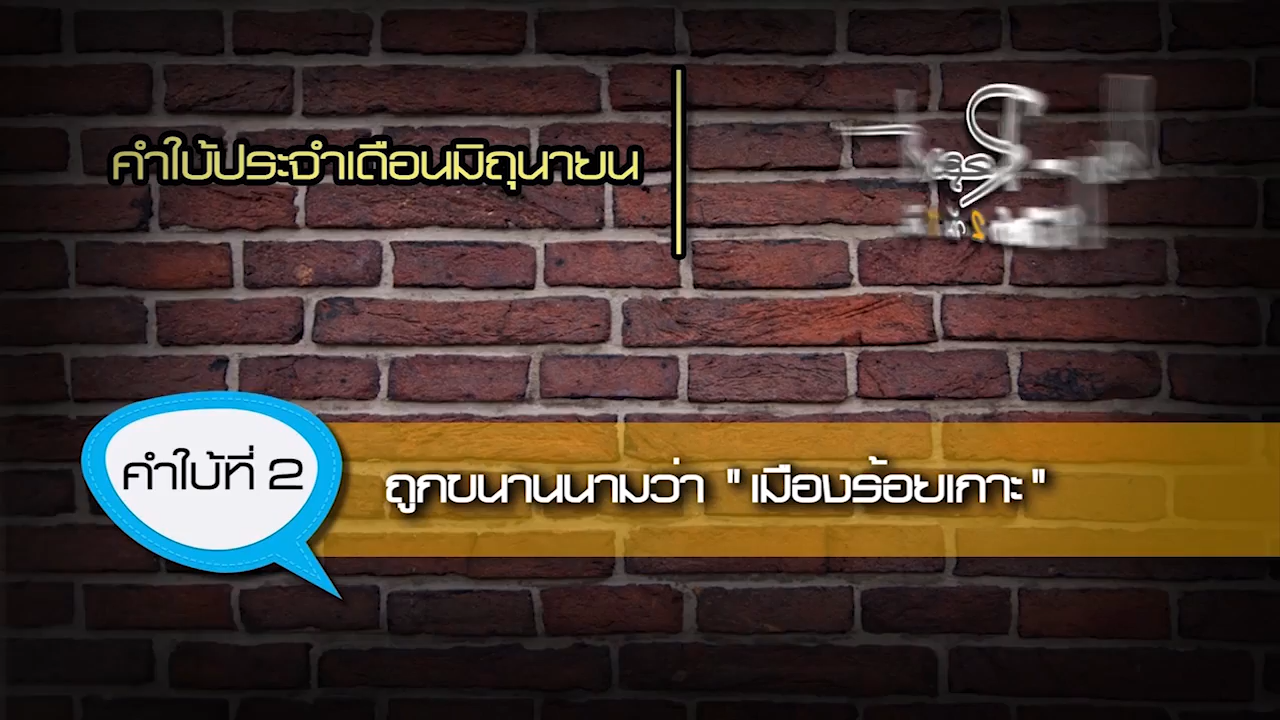 คำใบ้ประจำเดือนมิถุนายน
คำใบ้ที่ 2
ถูกขนานนามว่า "เมืองร้อยเกาะ"